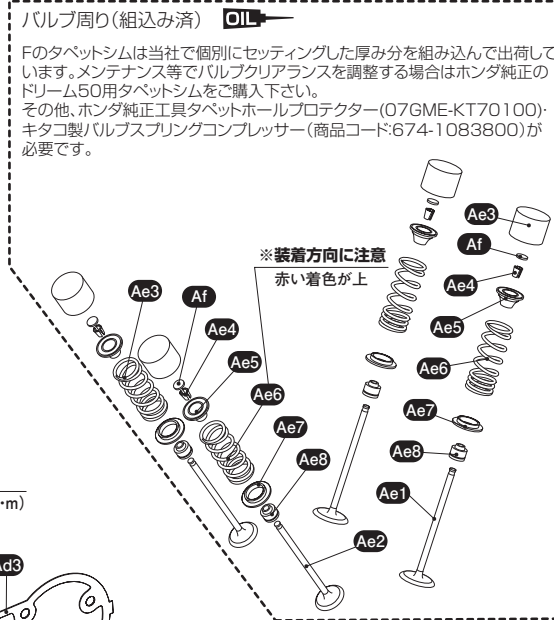 バルブ周り(組込み済) OIL
Fのタペットシムは当社で個別にセッティングした厚み分を組み込んで出荷して
います。メンテナンス等でバルブクリアランスを調整する場合はホンダ純正の
ドリーム50用タペットシムをご購入下さい。
その他、ホンダ純正工具タペットホールプロテクター(07GME-KT70100)・
キタコ製バルブスプリングコンプレッサー(商品コード:674-1083800)が
必要です。
※装着方向に注意
赤い着色が上
Ae3
Af
Ae4
Ae5
Ae6
Ae7
Ae8
Ae1
Ae3
Af
Ae4
Ae5
Ae6
Ae7
Ae8
Ae2
・m)
Ad3